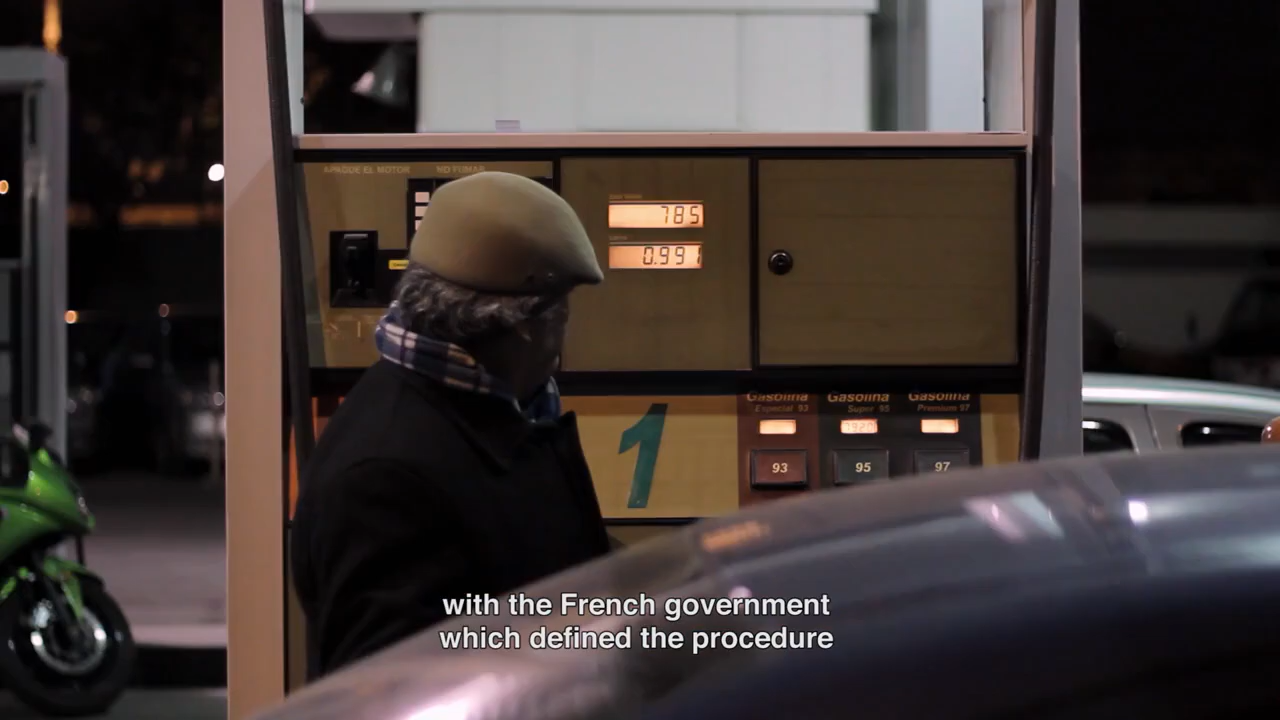 APAGUE EL MOTOR NO FUMAR
785
0.991
1
Gasolina Gasolina Gasolina
Especial 93 Super 95 Premium 97
93 95 97
with the French government
which defined the procedure